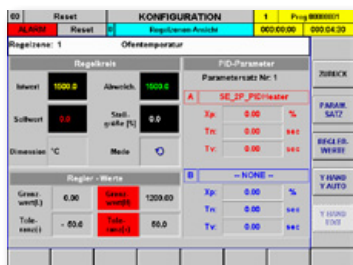 03 Reset KONFIGURATION 1 Prog 00000001
ALARM Reset Regelzonen-Ansicht 000:00:00 000:04:30
Regelzone: 1 Ofentemperatur
Regelkreis
Istwert 1500.0 Abweich. 1500.0
Sollwert 0.0 Stell-größe [%] 0.0
Dimension °C Mode
Regler - Werte
Grenz-wert(L) 0.00 Grenz-wert(H) 1200.00
Tole-ranz(-) - 50.0 Tole-ranz(+) 50.0
PID-Parameter
Parametersatz Nr: 1
A SE_2P_PIDHeater
Xp: 0.00 %
Tn: 0.00 sec
Tv: 0.00 sec
B -- NONE --
Xp: 0.00 %
Tn: 0.00 sec
Tv: 0.00 sec
ZURÜCK
PARAM. SATZ
REGLER-WERTE
Y HAND Y AUTO
Y HAND